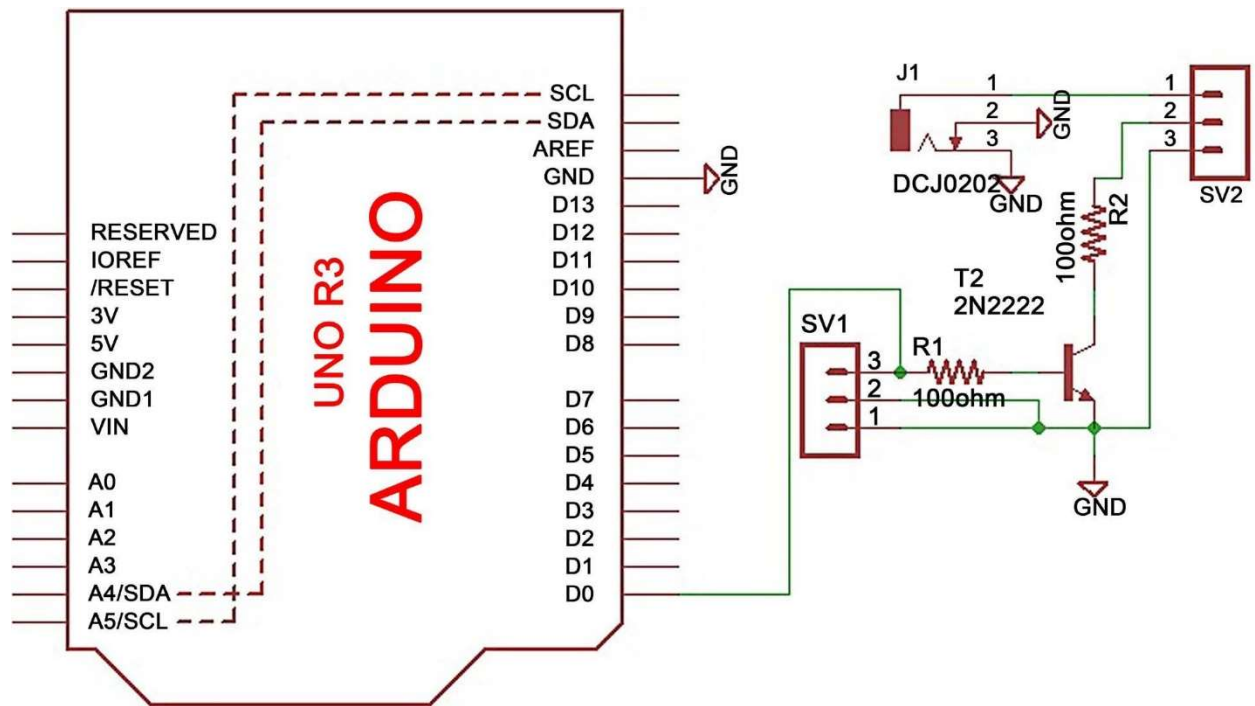 SCL
SDA
AREF
GND
D13
D12
D11
D10
D9
D8
D7
D6
D5
D4
D3
D2
D1
D0
RESERVED
IOREF
/RESET
3V
5V
GND2
GND1
VIN
A0
A1
A2
A3
A4/SDA
A5/SCL
UNO R3
ARDUINO
GND
J1
1
2
3
GND
DCJ0202
GND
1
2
3
SV2
R2
100ohm
T2
2N2222
SV1
3
2
1
R1
100ohm
GND